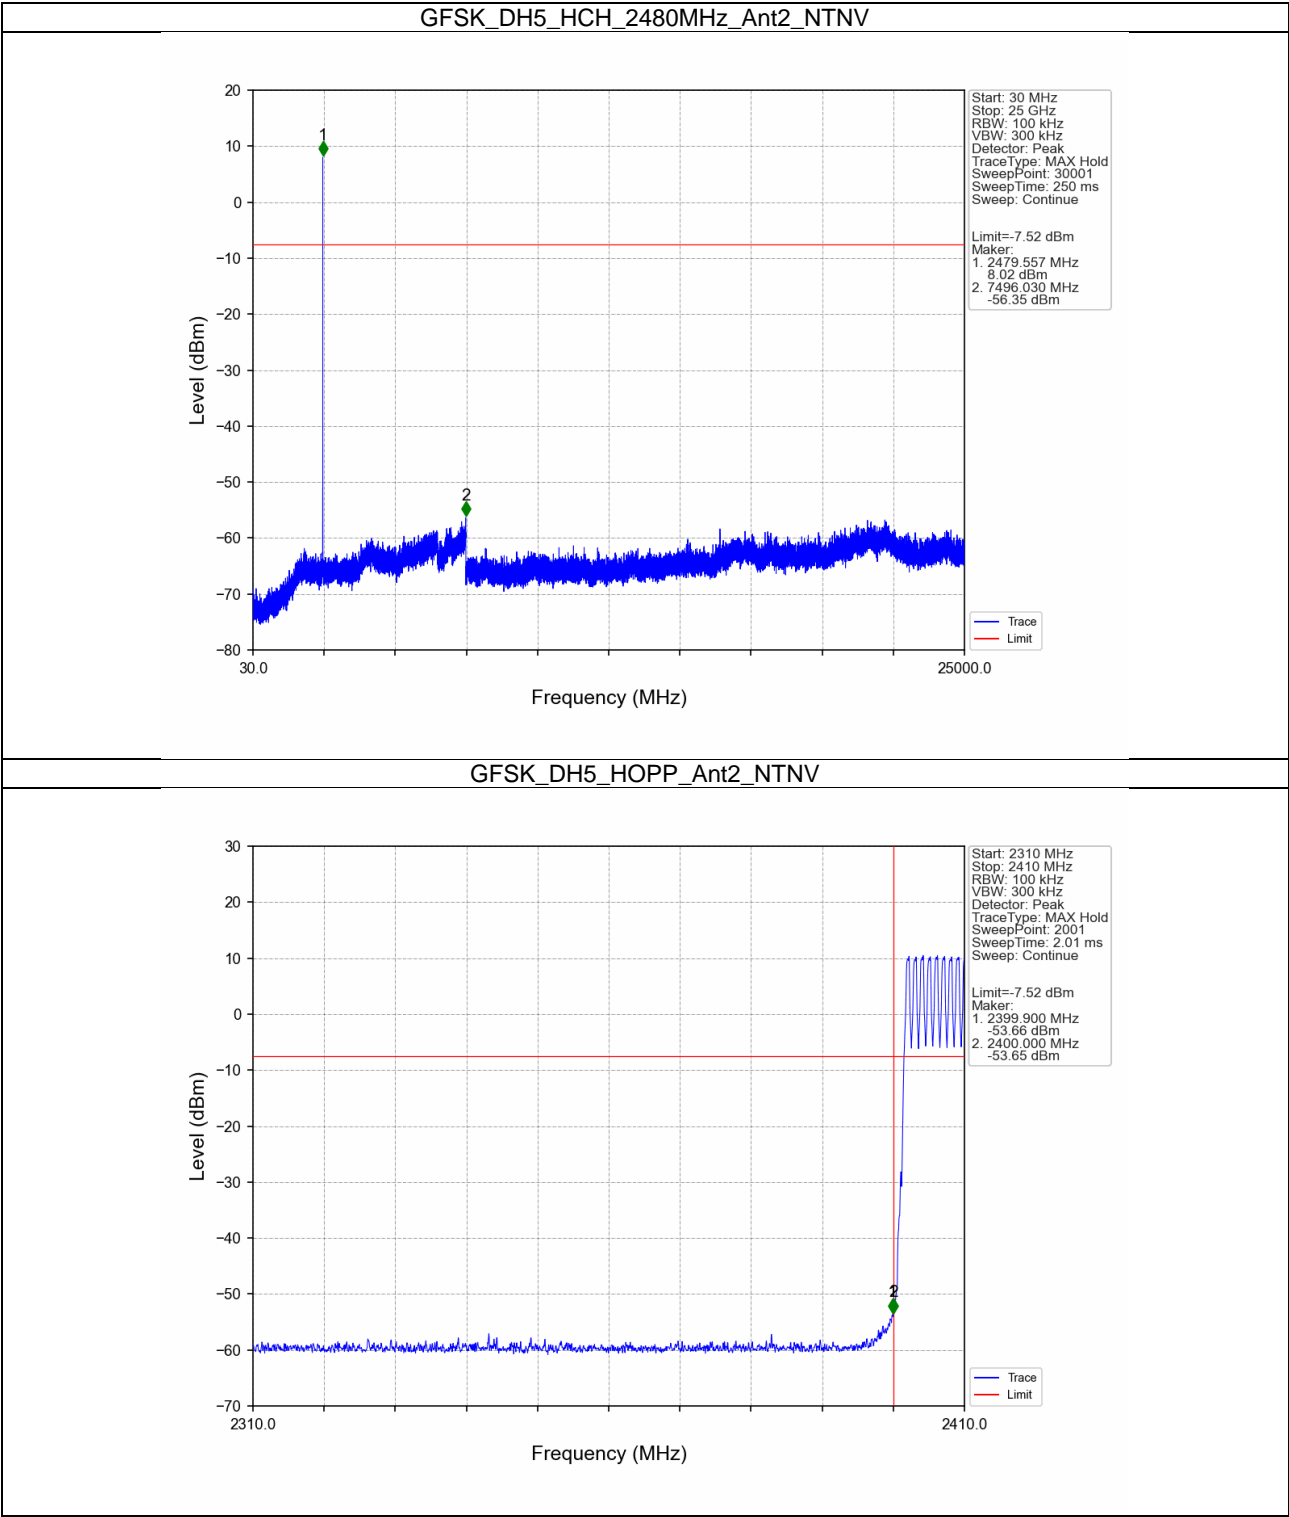 GFSK_DH5_HCH_2480MHz_Ant2_NTNV
20
10
0
−10
−20
−30
−40
−50
−60
−70
−80
Level (dBm)
1
2
30.0
25000.0
Frequency (MHz)
Start: 30 MHz
Stop: 25 GHz
RBW: 100 kHz
VBW: 300 kHz
Detector: Peak
TraceType: MAX Hold
SweepPoint: 30001
SweepTime: 250 ms
Sweep: Continue
Limit=-7.52 dBm
Maker:
1. 2479.557 MHz
8.02 dBm
2. 7496.030 MHz
-56.35 dBm
Trace
Limit
GFSK_DH5_HOPP_Ant2_NTNV
30
20
10
0
−10
−20
−30
−40
−50
−60
−70
Level (dBm)
1
2
2310.0
2410.0
Frequency (MHz)
Start: 2310 MHz
Stop: 2410 MHz
RBW: 100 kHz
VBW: 300 kHz
Detector: Peak
TraceType: MAX Hold
SweepPoint: 2001
SweepTime: 2.01 ms
Sweep: Continue
Limit=-7.52 dBm
Maker:
1. 2399.900 MHz
-53.66 dBm
2. 2400.000 MHz
-53.65 dBm
Trace
Limit